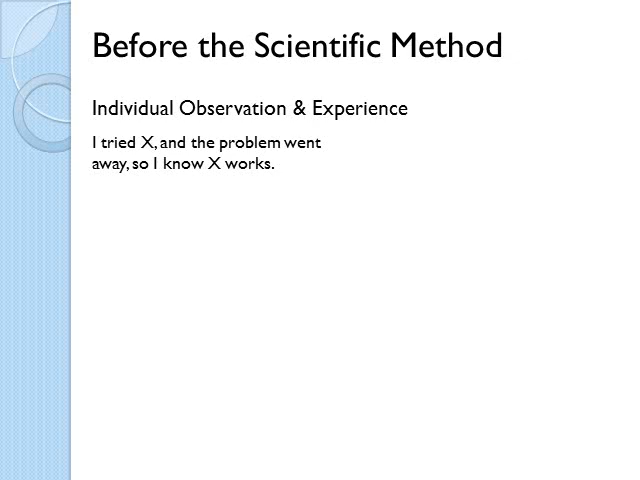 Before the Scientific Method
Individual Observation & Experience
I tried X, and the problem went
away, so I know X works.